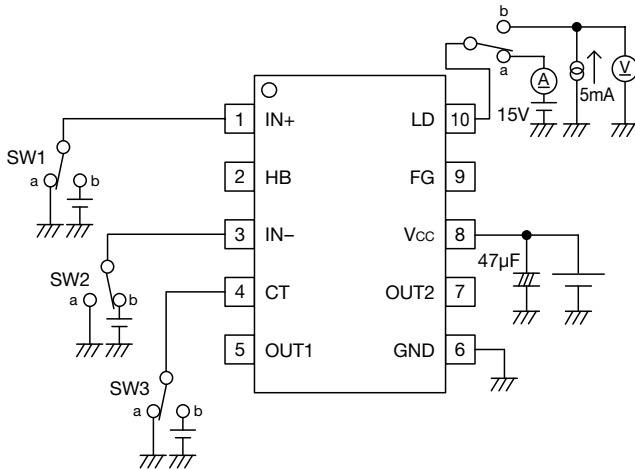 b
a
A
15V
5mA
V
1 IN+
LD 10
SW1
a b
2 HB
FG 9
3 IN-
VCC 8
47µF
SW2
a b
4 CT
OUT2 7
5 OUT1
GND 6
SW3
a b